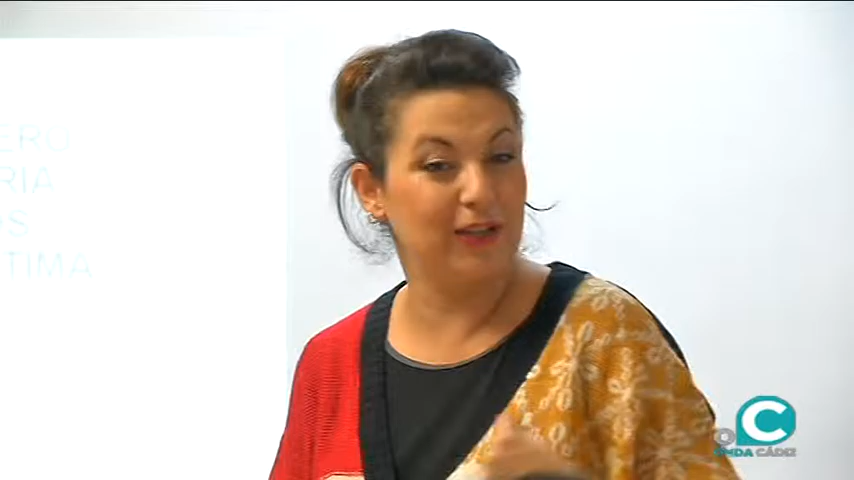 ERO
RIA
OS
TIMA
C
ONDA CÁDIZ